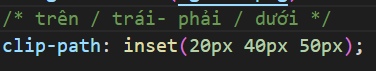 /* trên / trái- phải / dưới */
clip-path: inset(20px 40px 50px);